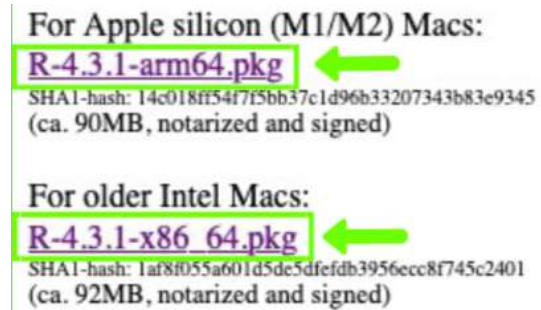 For Apple silicon (M1/M2) Macs:
R-4.3.1-arm64.pkg
SHA1-hash: 14c018ff54f7f5bb37c1d96b33207343b83e9345
(ca. 90MB, notarized and signed)
For older Intel Macs:
R-4.3.1-x86_64.pkg
SHA1-hash: 1af8f055a601d5de5dfefdb3956ecc8f745c2401
(ca. 92MB, notarized and signed)